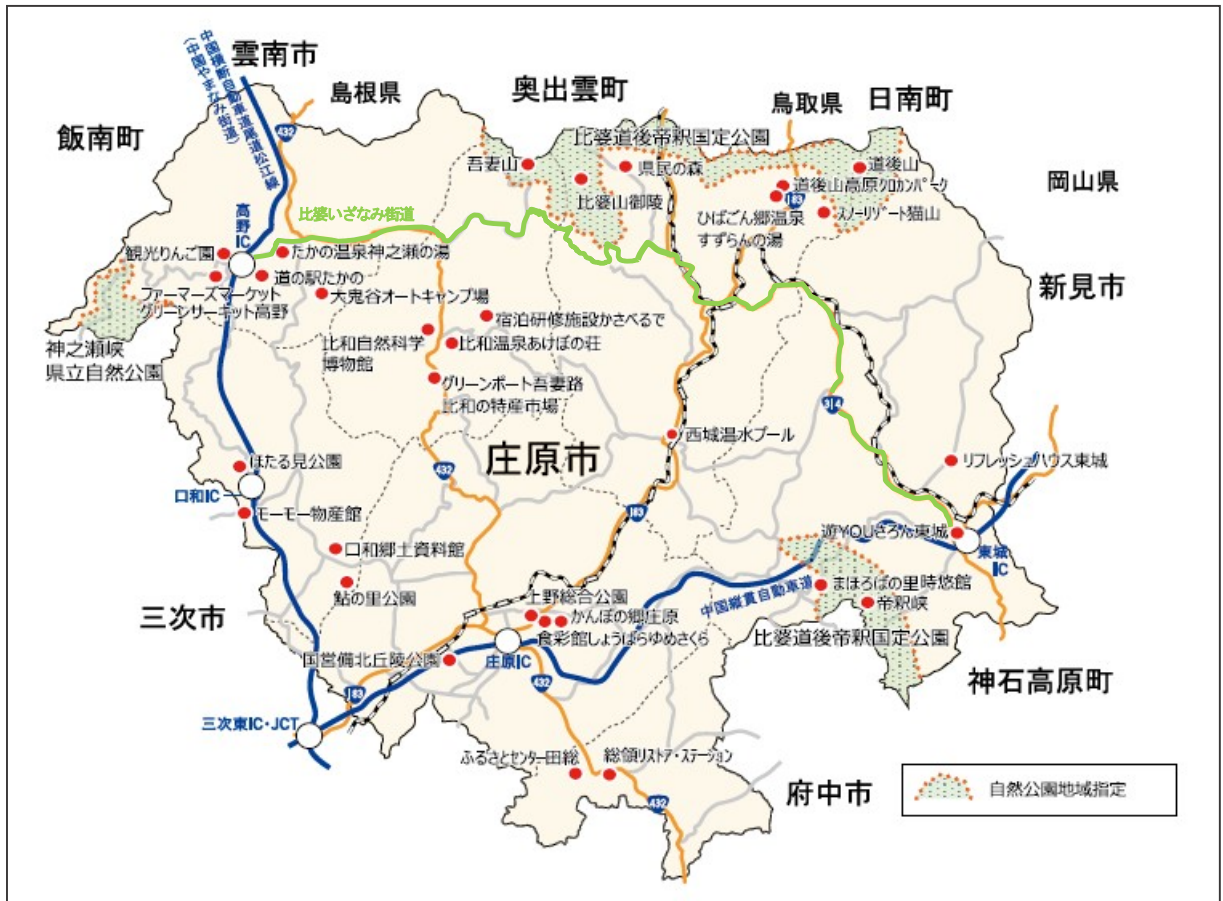 雲南市
中国横断自動車道尾道松江線
(中国やまなみ街道)
島根県
奥出雲町
鳥取県
日南町
飯南町
432
比婆道後帝釈国定公園
吾妻山
県民の森
道後山
岡山県
比婆山御陵
道後山高原クロカンパーク
183
ひばごん郷温泉
すずらんの湯
スノーリゾート猫山
比婆いざなみ街道
高野IC
観光りんご園
たかの温泉神之瀬の湯
道の駅たかの
新見市
ファーマーズマーケット
グリーンサーキット高野
大鬼谷オートキャンプ場
宿泊研修施設かさべるで
神之瀬峡
県立自然公園
比和自然科学
博物館
比和温泉あけぼの荘
グリーンポート吾妻路
比和の特産市場
314
庄原市
西城温水プール
ほたる見公園
432
リフレッシュハウス東城
口和IC
モーモー物産館
183
遊YOUさろん東城
東城
IC
口和郷土資料館
鮎の里公園
中国縦貫自動車道
まほろばの里時悠館
帝釈峡
三次市
上野総合公園
かんぽの郷庄原
食彩館しょうばらゆめさくら
比婆道後帝釈国定公園
国営備北丘陵公園
庄原IC
432
183
神石高原町
三次東IC・JCT
ふるさとセンター田総
総領リストア・ステーション
432
府中市
自然公園地域指定